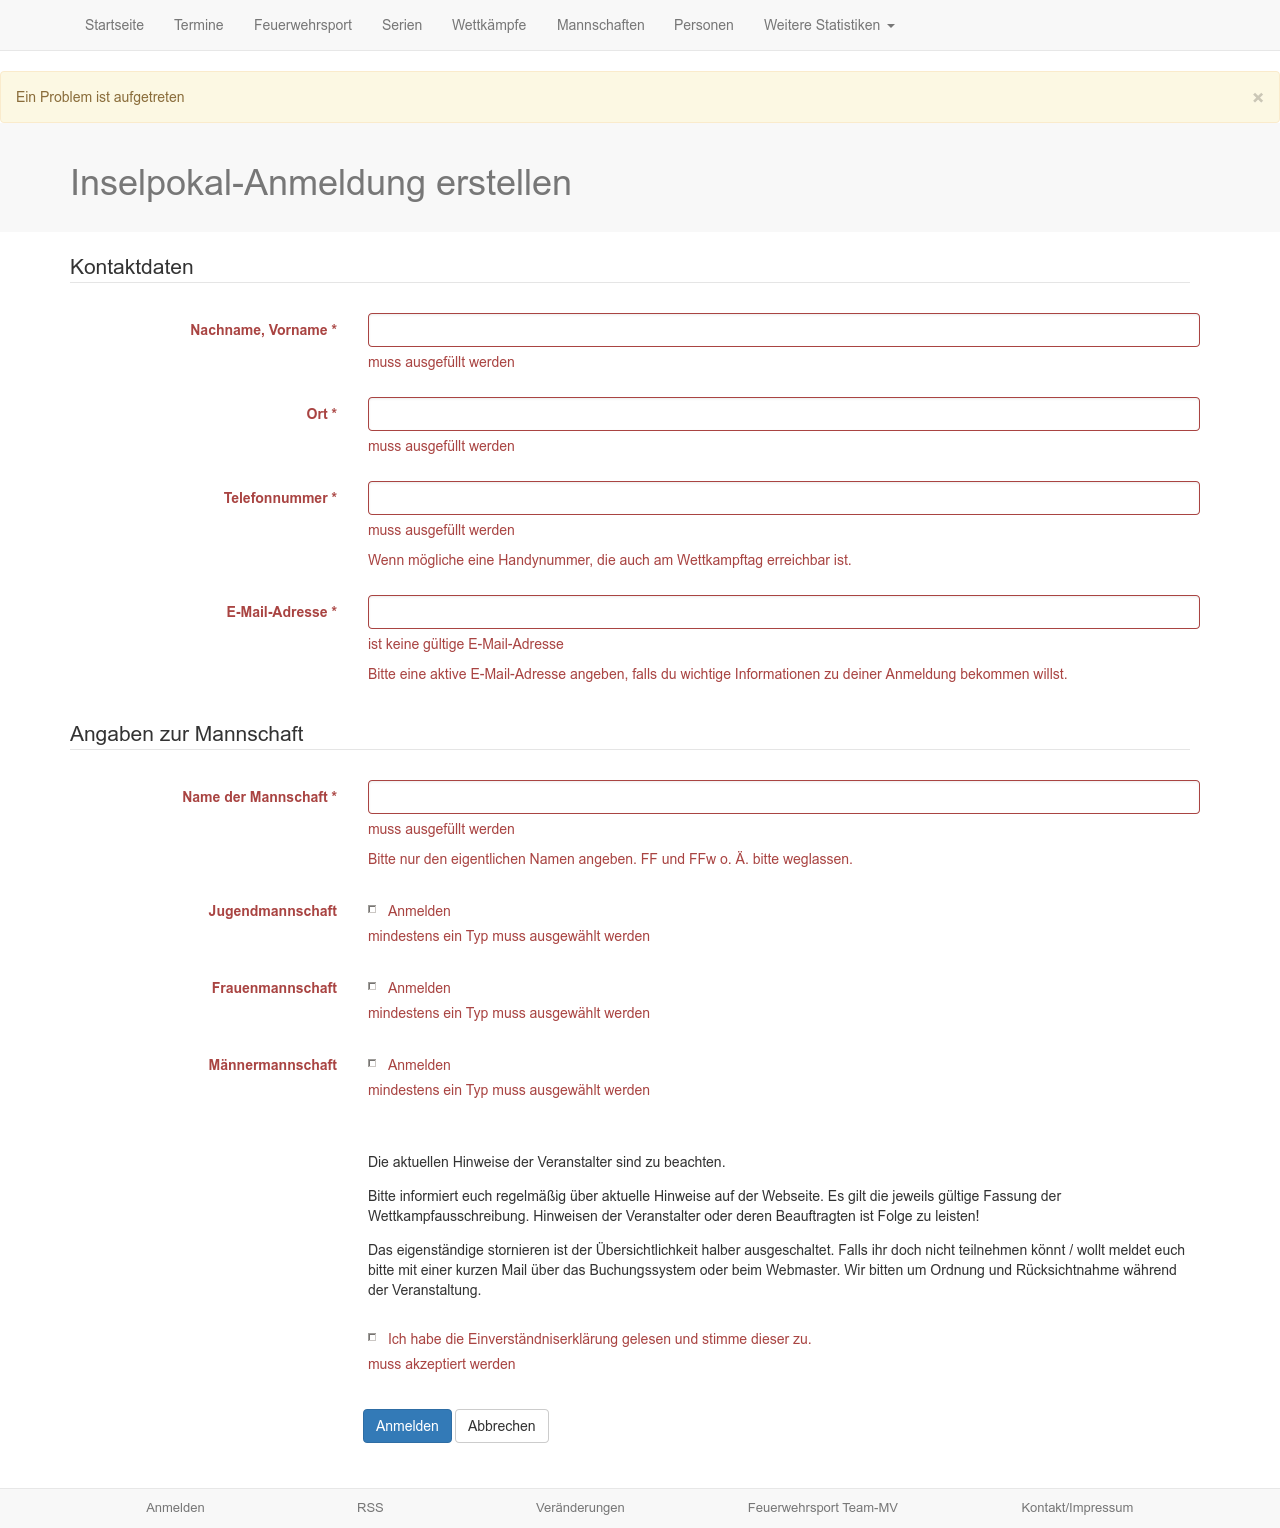 Startseite Termine Feuerwehrsport Serien Wettkämpfe Mannschaften Personen Weitere Statistiken
Ein Problem ist aufgetreten ×
Inselpokal-Anmeldung erstellen
Kontaktdaten
Nachname, Vorname *
muss ausgefüllt werden
Ort *
muss ausgefüllt werden
Telefonnummer *
muss ausgefüllt werden
Wenn mögliche eine Handynummer, die auch am Wettkampftag erreichbar ist.
E-Mail-Adresse *
ist keine gültige E-Mail-Adresse
Bitte eine aktive E-Mail-Adresse angeben, falls du wichtige Informationen zu deiner Anmeldung bekommen willst.
Angaben zur Mannschaft
Name der Mannschaft *
muss ausgefüllt werden
Bitte nur den eigentlichen Namen angeben. FF und FFw o. Ä. bitte weglassen.
Jugendmannschaft Anmelden
mindestens ein Typ muss ausgewählt werden
Frauenmannschaft Anmelden
mindestens ein Typ muss ausgewählt werden
Männermannschaft Anmelden
mindestens ein Typ muss ausgewählt werden
Die aktuellen Hinweise der Veranstalter sind zu beachten.
Bitte informiert euch regelmäßig über aktuelle Hinweise auf der Webseite. Es gilt die jeweils gültige Fassung der
Wettkampfausschreibung. Hinweisen der Veranstalter oder deren Beauftragten ist Folge zu leisten!
Das eigenständige stornieren ist der Übersichtlichkeit halber ausgeschaltet. Falls ihr doch nicht teilnehmen könnt / wollt meldet euch
bitte mit einer kurzen Mail über das Buchungssystem oder beim Webmaster. Wir bitten um Ordnung und Rücksichtnahme während
der Veranstaltung.
Ich habe die Einverständniserklärung gelesen und stimme dieser zu.
muss akzeptiert werden
Anmelden Abbrechen
Anmelden RSS Veränderungen Feuerwehrsport Team-MV Kontakt/Impressum